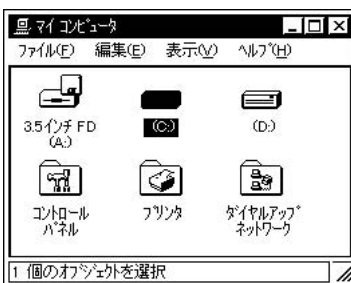 マイ コンピュータ
ファイル(F) 編集(E) 表示(V) ヘルプ(H)
3.5インチ FD
(A:)
(C:)
(D:)
コントロール
パネル
プリンタ
ダイヤルアップ
ネットワーク
1 個のオブジェクトを選択